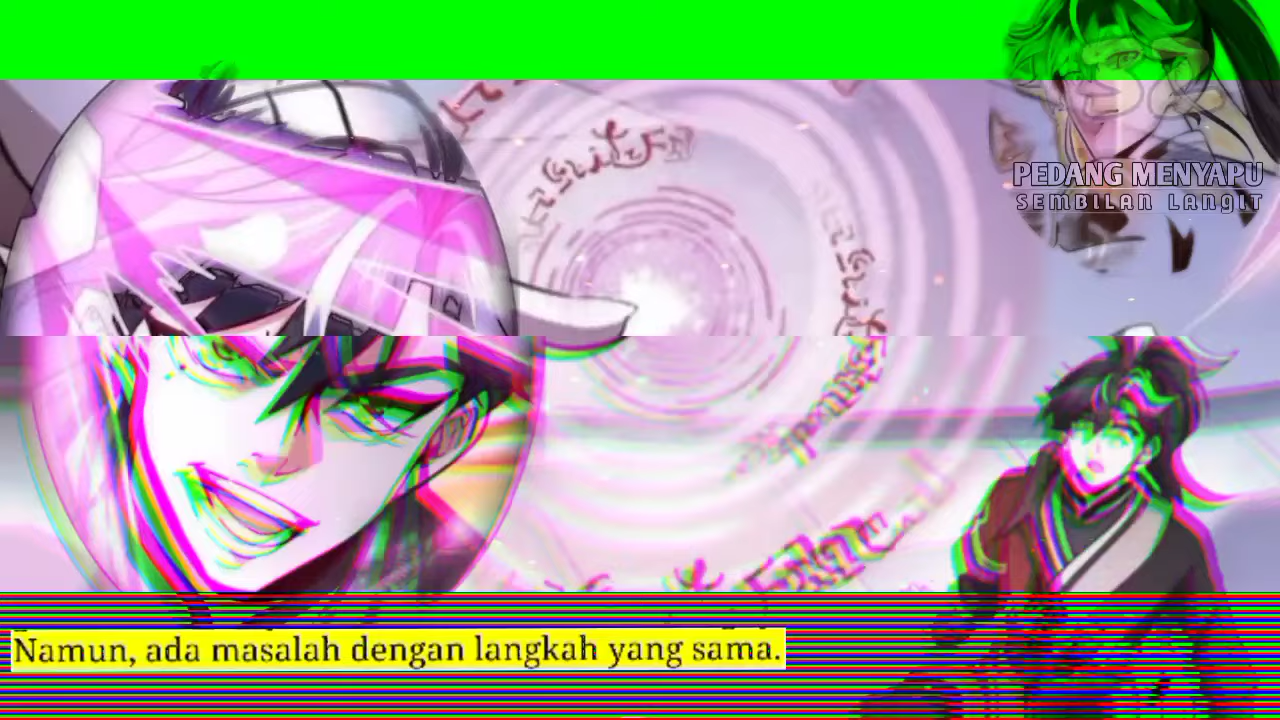 PEDANG MENYAPU
SEMBILAN LANGIT
Namun, ada masalah dengan langkah yang sama.